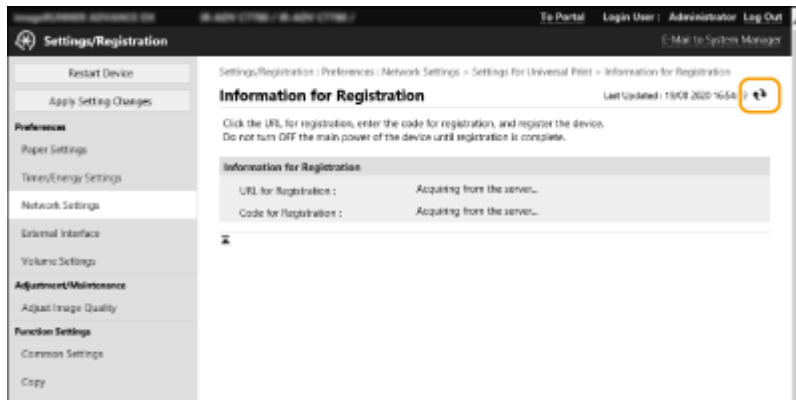 To Portal Login User : Administrator Log Out
Settings/Registration
E-Mail to System Manager
Restart Device
Apply Setting Changes
Preferences
Paper Settings
Timer/Energy Settings
Network Settings
External Interface
Volume Settings
Adjustment/Maintenance
Adjust Image Quality
Function Settings
Common Settings
Copy
Settings/Registration : Preferences : Network Settings > Settings for Universal Print > Information for Registration
Information for Registration
Last Updated : 19/08 2020 16:54
Click the URL for registration, enter the code for registration, and register the device.
Do not turn OFF the main power of the device until registration is complete.
Information for Registration
URL for Registration : Acquiring from the server...
Code for Registration : Acquiring from the server...